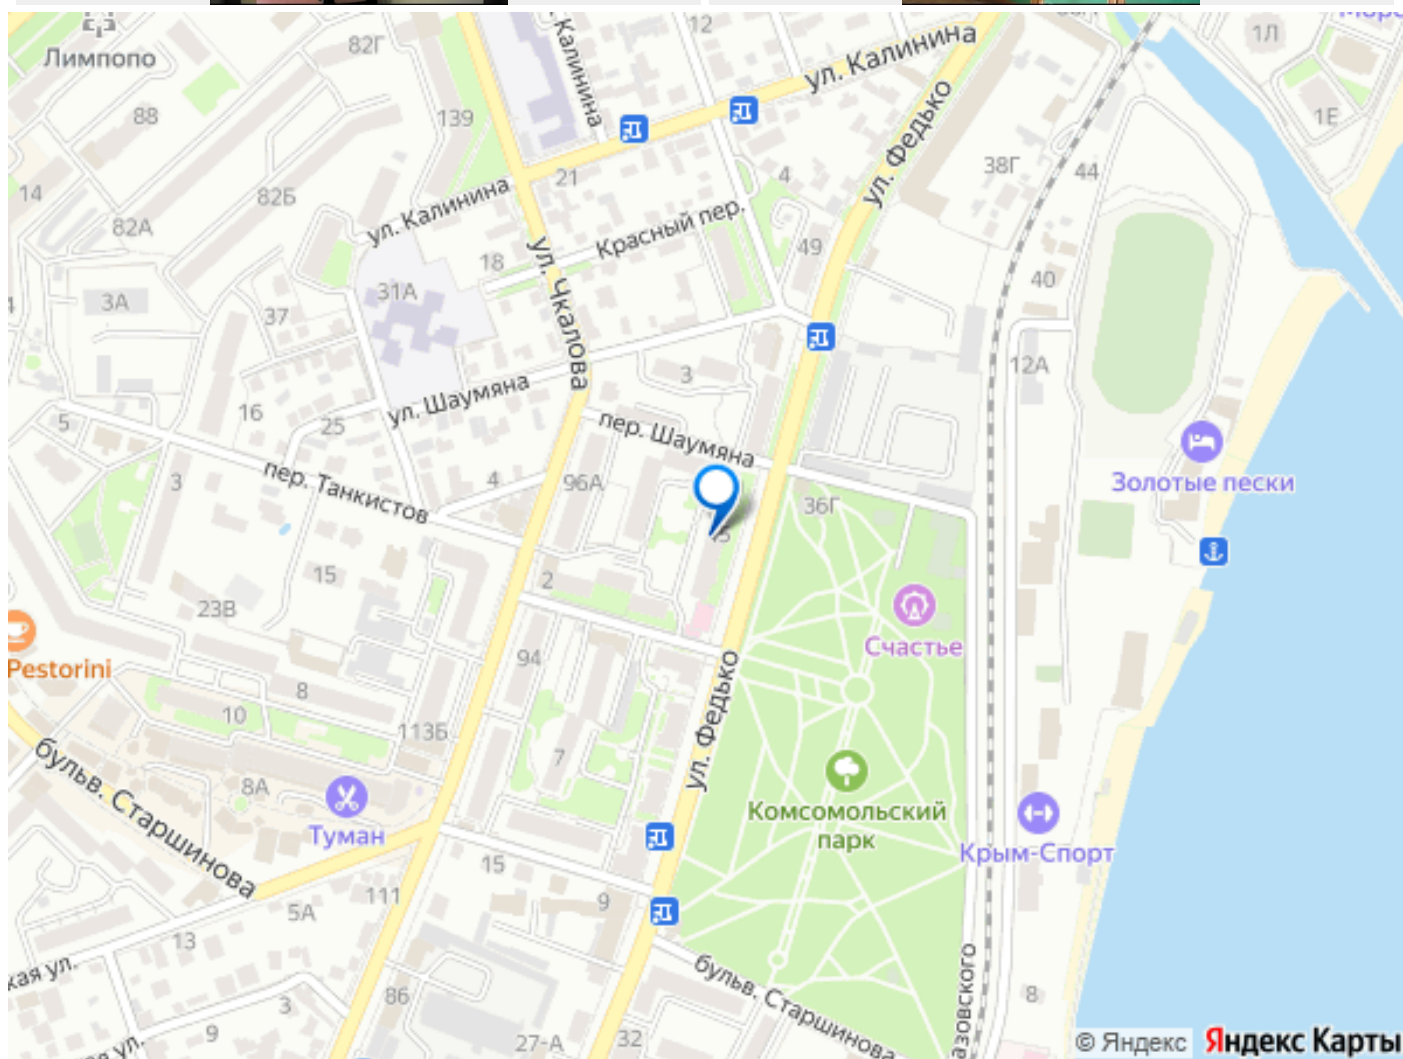 Лимпопо
82Г
12
1Л
ул. Калинина
Калинина
88
139
1Е
ул. Федько
38Г
44
14
82Б
21
4
82А
ул. Калинина
Красный пер.
49
18
ул. Чкалова
40
3А
31А
37
12А
3
ул. Шаумяна
16
25
5
пер. Шаумяна
Золотые пески
пер. Танкистов
3
4
96А
36Г
15
2
23В
Счастье
Pestorini
94
8
ул. Федько
10
113Б
7
бульв. Старшинова
8А
Туман
Комсомольский
парк
Крым-Спорт
15
111
9
5А
13
кая ул.
бульв. Старшинова
азовского
86
3
8
9
27-А
32
ул.
© Яндекс
Яндекс Карты